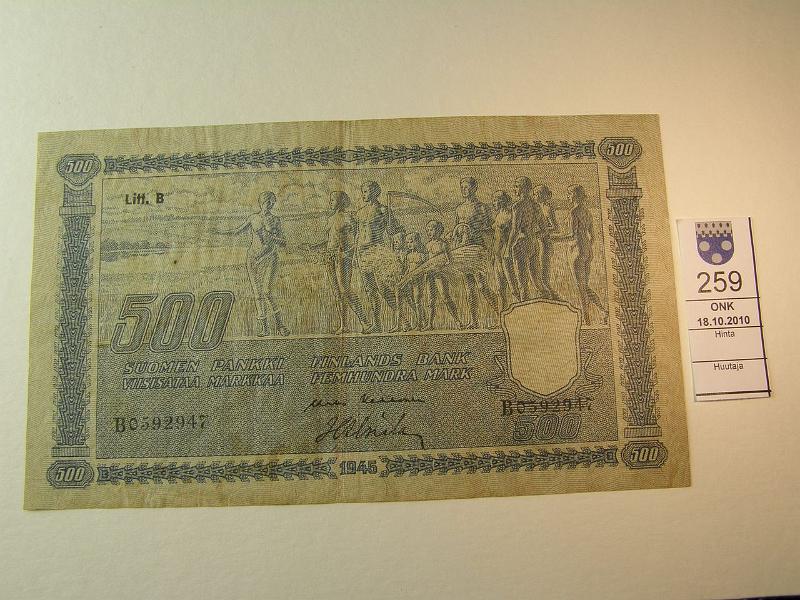 500
500
Litt. B
500
SUOMEN PANKKI
VIISISATAA MARKKAA
FINLANDS BANK
FEMHUNDRA MARK
B0592947
B0592947
500
500
1945
500
259
ONK
18.10.2010
Hinta
Huutaja